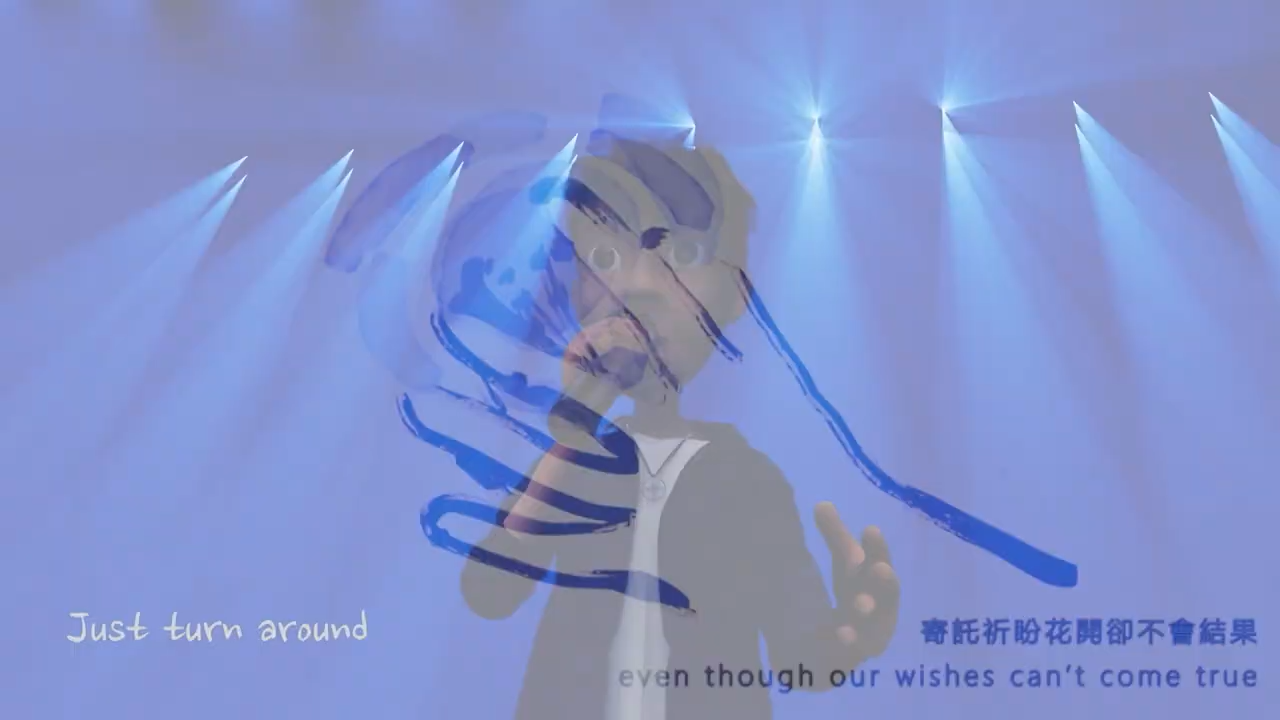 Just turn around
寄託祈盼花開卻不會結果
even though our wishes can't come true